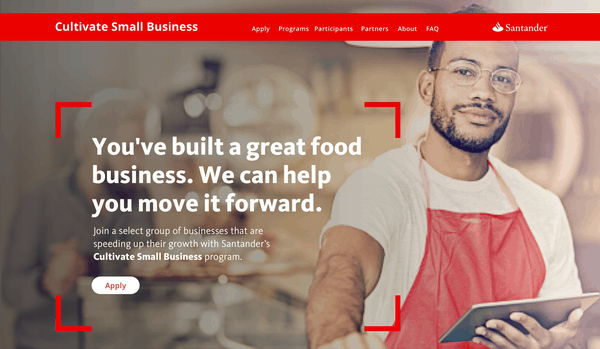 Cultivate Small Business
Apply Programs Participants Partners About FAQ
Santander
You've built a great food
business. We can help
you move it forward.
Join a select group of businesses that are
speeding up their growth with Santander's
Cultivate Small Business program.
Apply